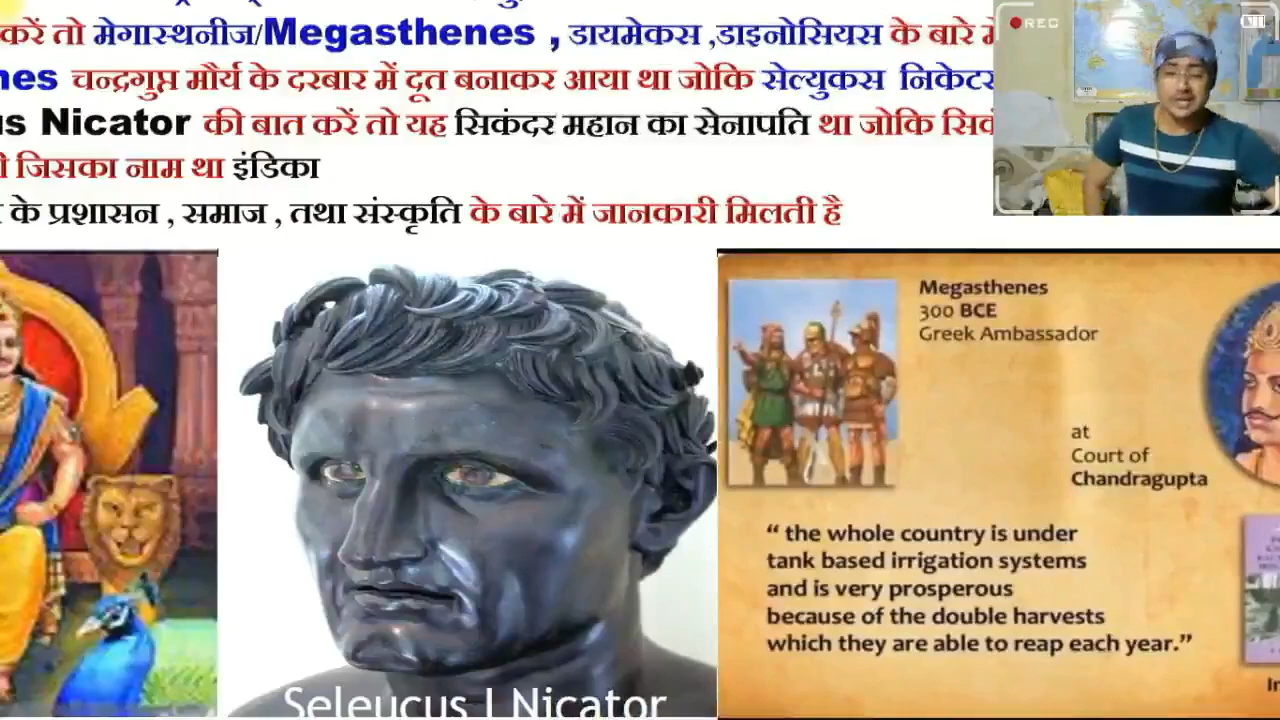 करें तो मेगास्थनीज/Megasthenes , डायमेकस ,डाइनोसियस के बारे में
nes चन्द्रगुप्त मौर्य के दरबार में दूत बनाकर आया था जोकि सेल्युकस निकेटर
us Nicator की बात करें तो यह सिकंदर महान का सेनापति था जोकि
जिसका नाम था इंडिका
के प्रशासन , समाज , तथा संस्कृति के बारे में जानकारी मिलती है
REC
Megasthenes
300 BCE
Greek Ambassador
at
Court of
Chandragupta
“ the whole country is under
tank based irrigation systems
and is very prosperous
because of the double harvests
which they are able to reap each year.”
Seleucus I Nicator
In